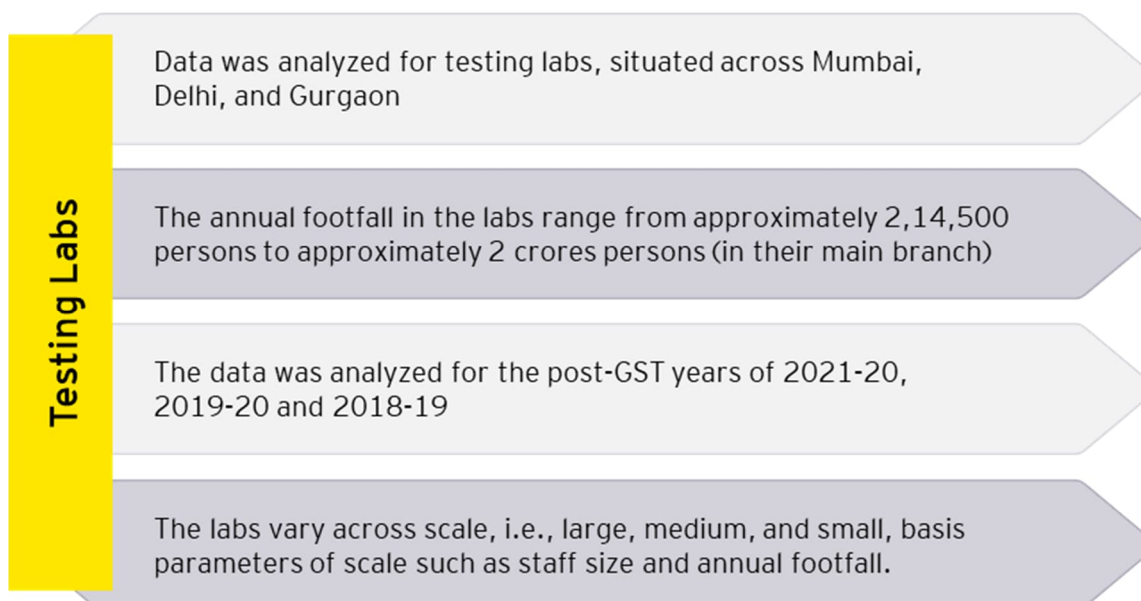 Testing Labs
Data was analyzed for testing labs, situated across Mumbai,
Delhi, and Gurgaon
The annual footfall in the labs range from approximately 2,14,500
persons to approximately 2 crores persons (in their main branch)
The data was analyzed for the post-GST years of 2021-20,
2019-20 and 2018-19
The labs vary across scale, i.e., large, medium, and small, basis
parameters of scale such as staff size and annual footfall.